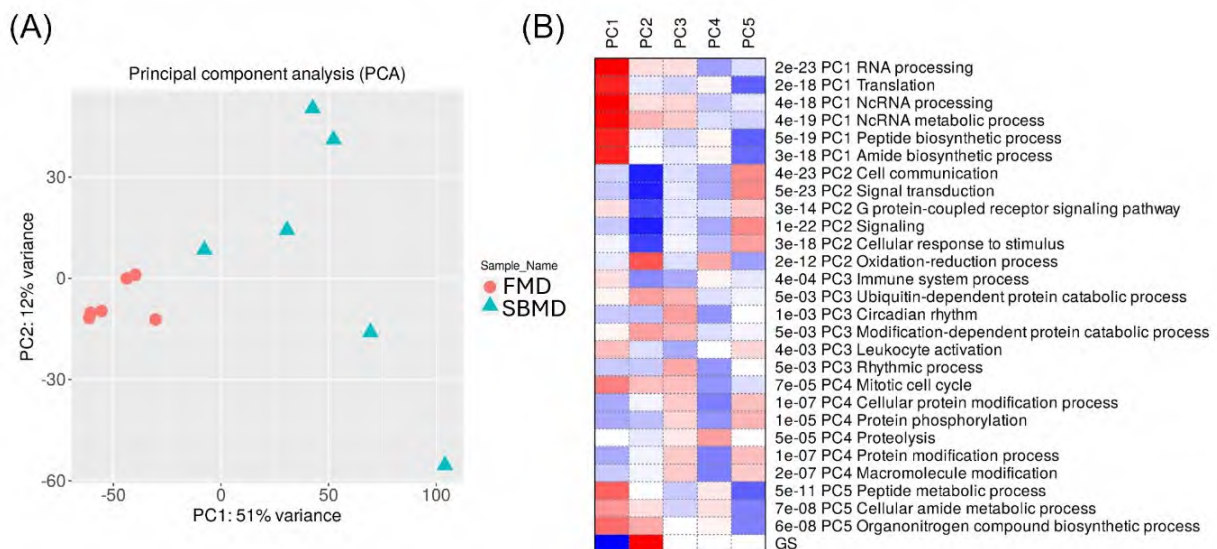 (A)
Principal component analysis (PCA)
30
0
-30
-60
PC2: 12% variance
-50
0
50
100
PC1: 51% variance
Sample_Name
FMD
SBMD
(B)
PC1
PC2
PC3
PC4
PC5
2e-23 PC1 RNA processing
2e-18 PC1 Translation
4e-18 PC1 NcRNA processing
4e-19 PC1 NcRNA metabolic process
5e-19 PC1 Peptide biosynthetic process
3e-18 PC1 Amide biosynthetic process
4e-23 PC2 Cell communication
5e-23 PC2 Signal transduction
3e-14 PC2 G protein-coupled receptor signaling pathway
1e-22 PC2 Signaling
3e-18 PC2 Cellular response to stimulus
2e-12 PC2 Oxidation-reduction process
4e-04 PC3 Immune system process
5e-03 PC3 Ubiquitin-dependent protein catabolic process
1e-03 PC3 Circadian rhythm
5e-03 PC3 Modification-dependent protein catabolic process
4e-03 PC3 Leukocyte activation
5e-03 PC3 Rhythmic process
7e-05 PC4 Mitotic cell cycle
1e-07 PC4 Cellular protein modification process
1e-05 PC4 Protein phosphorylation
5e-05 PC4 Proteolysis
1e-07 PC4 Protein modification process
2e-07 PC4 Macromolecule modification
5e-11 PC5 Peptide metabolic process
7e-08 PC5 Cellular amide metabolic process
6e-08 PC5 Organonitrogen compound biosynthetic process
GS